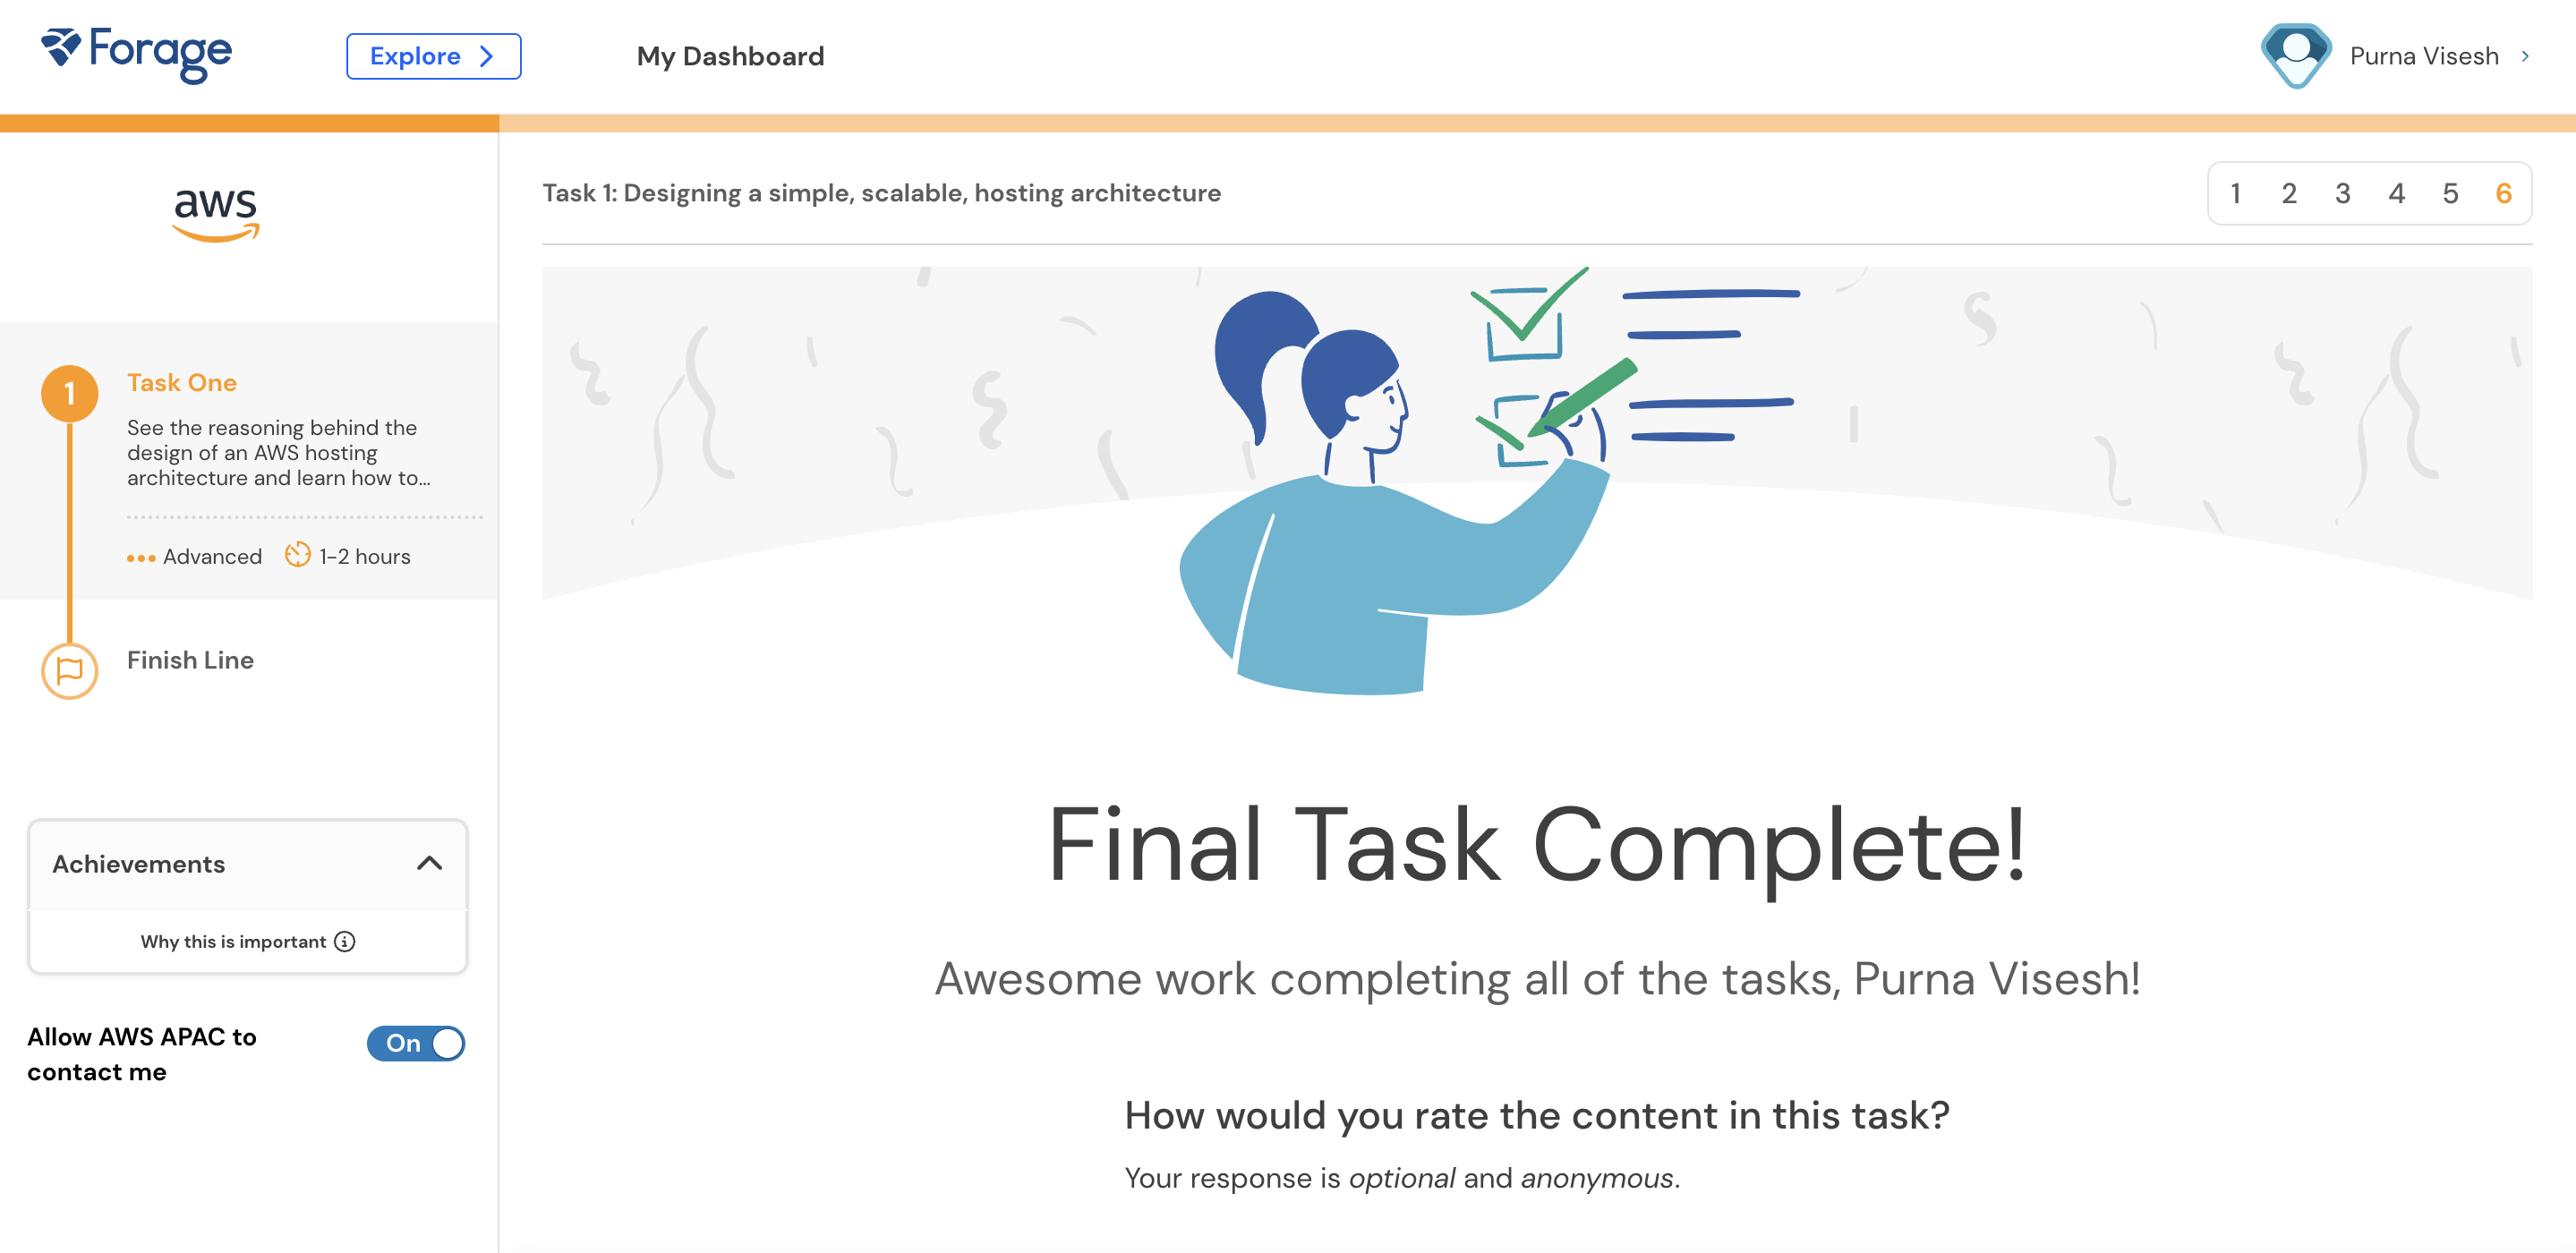 Forage
Explore
My Dashboard
Purna Visesh
aws
Task 1: Designing a simple, scalable, hosting architecture
1 2 3 4 5 6
1
Task One
See the reasoning behind the
design of an AWS hosting
architecture and learn how to...
Advanced
1-2 hours
Finish Line
Achievements
Why this is important
Allow AWS APAC to
contact me
On
Final Task Complete!
Awesome work completing all of the tasks, Purna Visesh!
How would you rate the content in this task?
Your response is optional and anonymous.